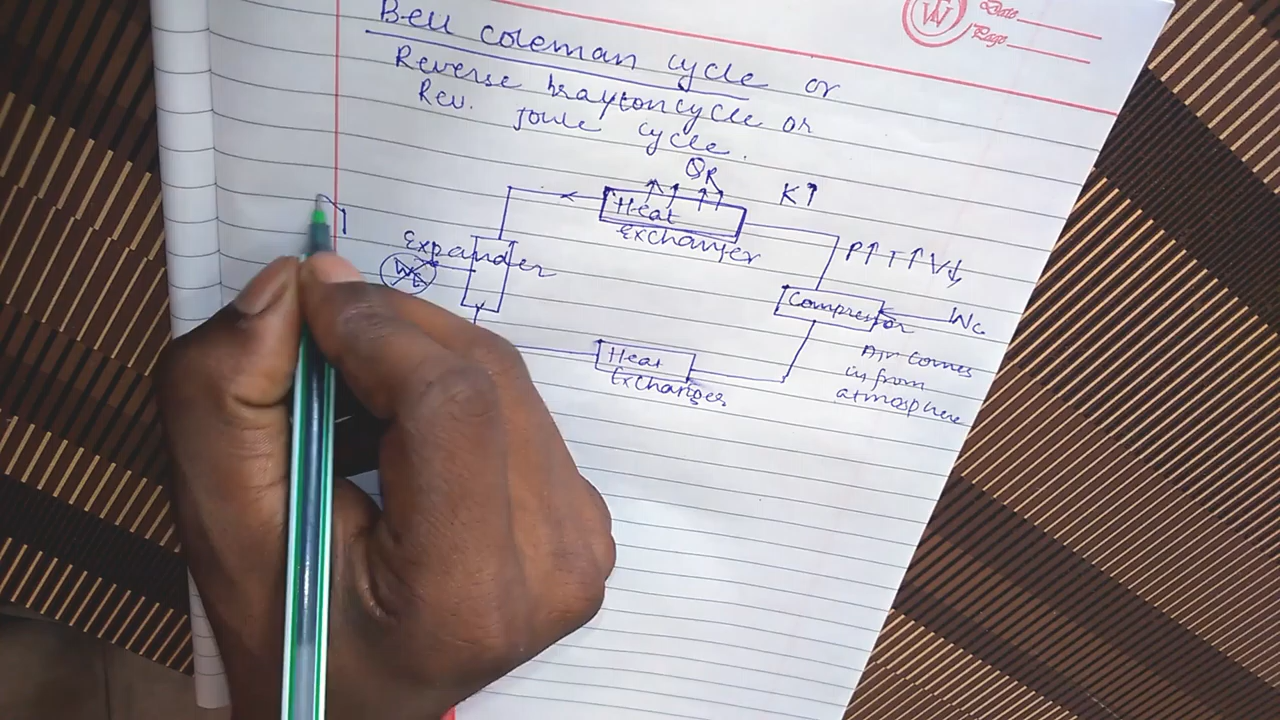 Date
Page
Bell coleman cycle or
Reverse braytoncycle or
Rev. joule cycle.
QR
K↑
Heat
Exchanger
P↑ T↑ V↓
Expander
WE
Compressor
Wc
Air comes
in from
atmosphere
Heat
Exchanger